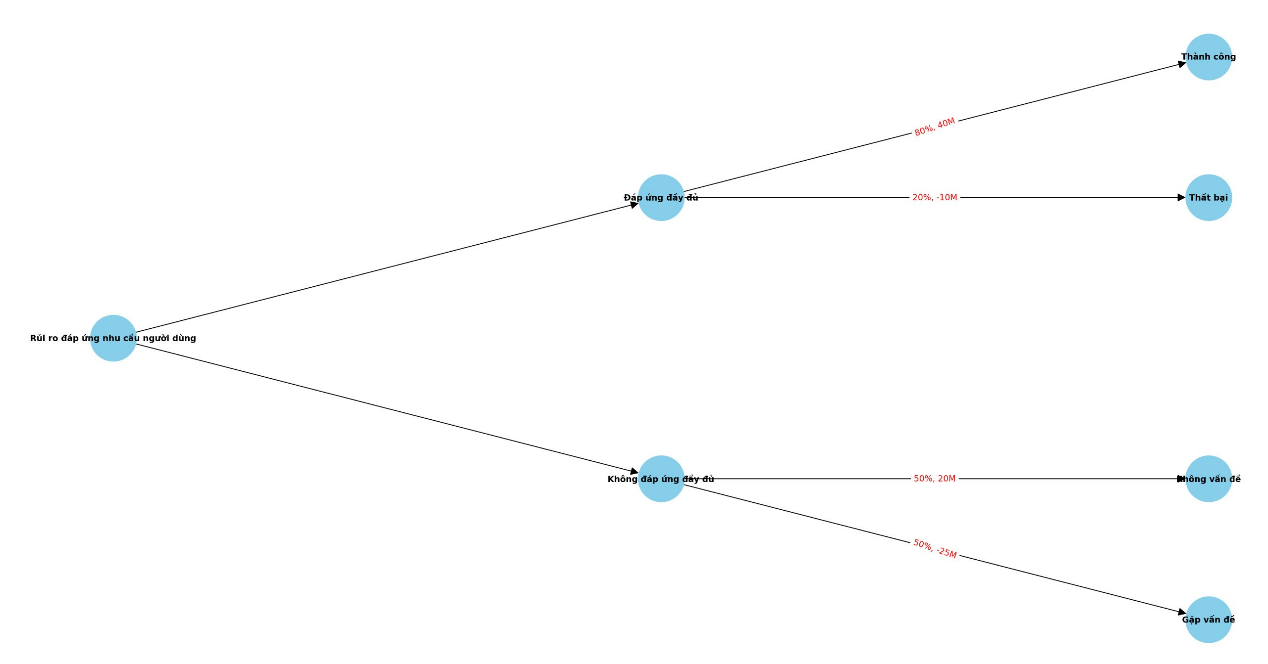 Thành công
80%, 40M
Đáp ứng đầy đủ
20%, -10M
Thất bại
Rủi ro đáp ứng nhu cầu người dùng
Không đáp ứng đầy đủ
50%, 20M
Không vấn đề
50%, -25M
Gặp vấn đề